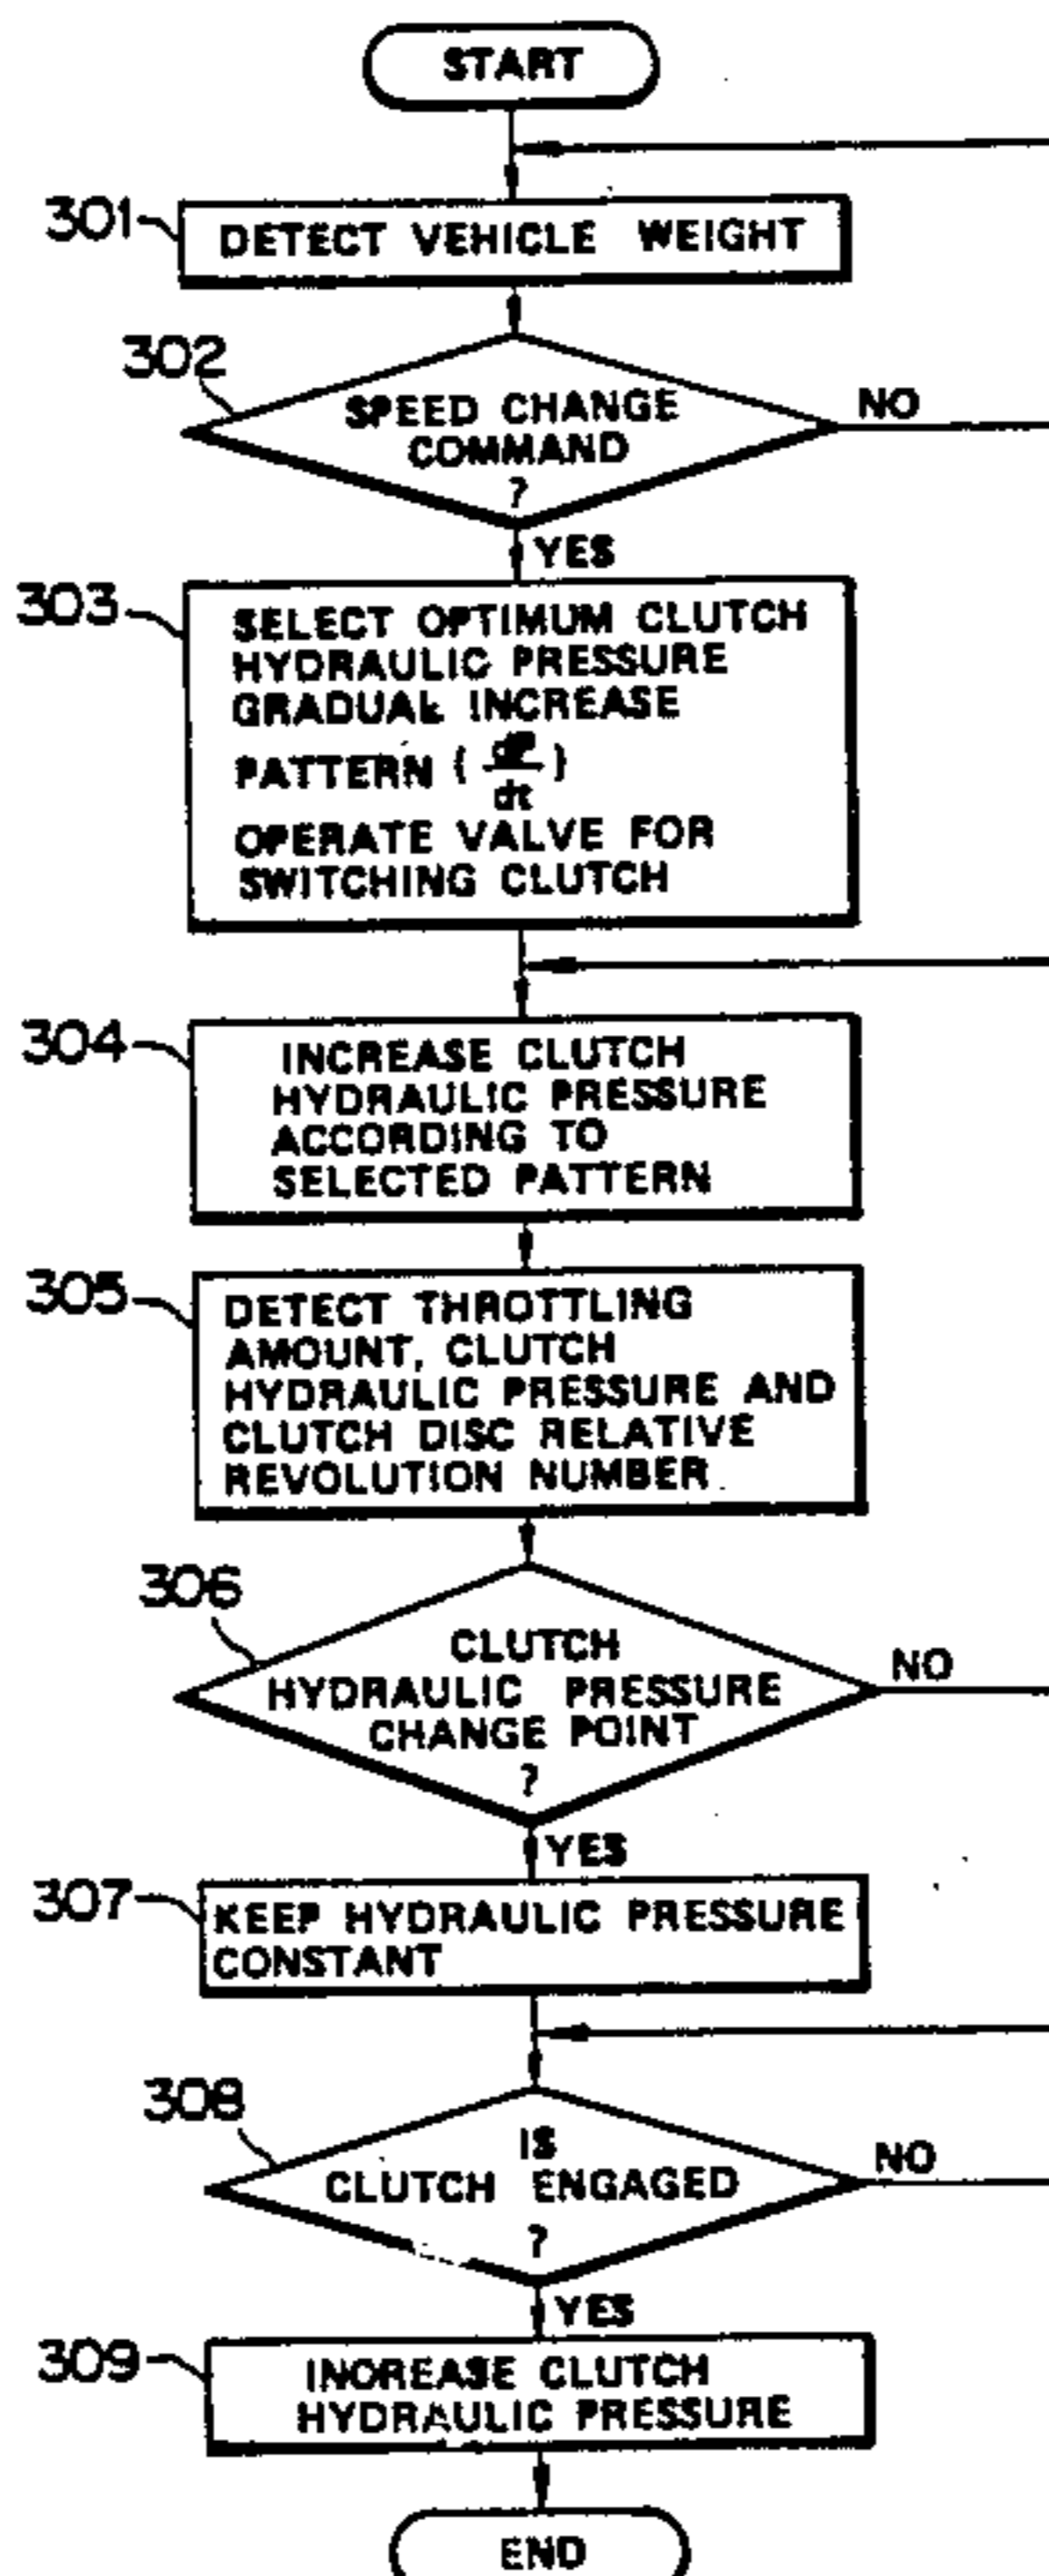 START
301
DETECT VEHICLE WEIGHT
302
SPEED CHANGE
COMMAND
?
NO
YES
303
SELECT OPTIMUM CLUTCH
HYDRAULIC PRESSURE
GRADUAL INCREASE
PATTERN (dP/dt)
OPERATE VALVE FOR
SWITCHING CLUTCH
304
INCREASE CLUTCH
HYDRAULIC PRESSURE
ACCORDING TO
SELECTED PATTERN
305
DETECT THROTTLING
AMOUNT, CLUTCH
HYDRAULIC PRESSURE AND
CLUTCH DISC RELATIVE
REVOLUTION NUMBER
306
CLUTCH
HYDRAULIC PRESSURE
CHANGE POINT
?
NO
YES
307
KEEP HYDRAULIC PRESSURE
CONSTANT
308
IS
CLUTCH ENGAGED
?
NO
YES
309
INCREASE CLUTCH
HYDRAULIC PRESSURE
END